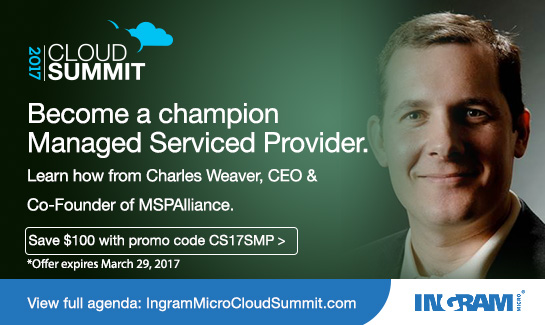 2017 CLOUD
SUMMIT
Become a champion
Managed Serviced Provider.
Learn how from Charles Weaver, CEO &
Co-Founder of MSPAlliance.
Save $100 with promo code CS17SMP >
*Offer expires March 29, 2017
View full agenda: IngramMicroCloudSummit.com
INGRAM MICRO®